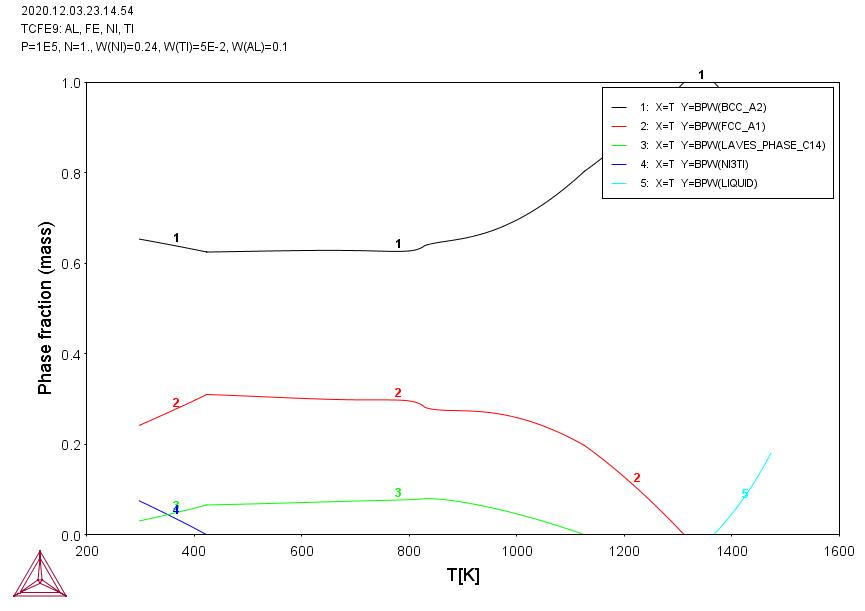 2020.12.03.23.14.54
TCFE9: AL, FE, NI, TI
P=1E5, N=1., W(NI)=0.24, W(TI)=5E-2, W(AL)=0.1
1
1.0
1: X=T Y=BPW(BCC_A2)
2: X=T Y=BPW(FCC_A1)
3: X=T Y=BPW(LAVES_PHASE_C14)
4: X=T Y=BPW(NI3TI)
5: X=T Y=BPW(LIQUID)
0.8
1 1
0.6
Phase fraction (mass)
0.4
2 2
2
0.2
3 3 5
4
0.0
200 400 600 800 1000 1200 1400 1600
T[K]